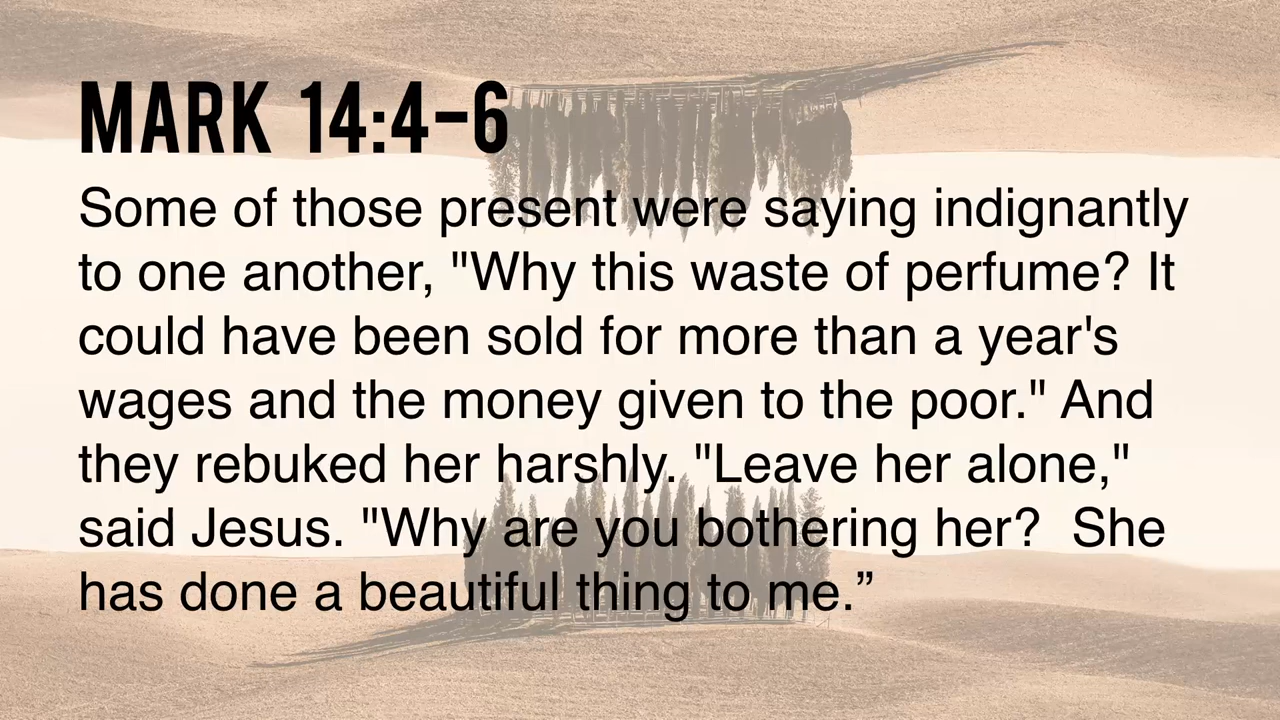 MARK 14:4–6
Some of those present were saying indignantly
to one another, "Why this waste of perfume? It
could have been sold for more than a year's
wages and the money given to the poor." And
they rebuked her harshly. "Leave her alone,"
said Jesus. "Why are you bothering her?  She
has done a beautiful thing to me.”